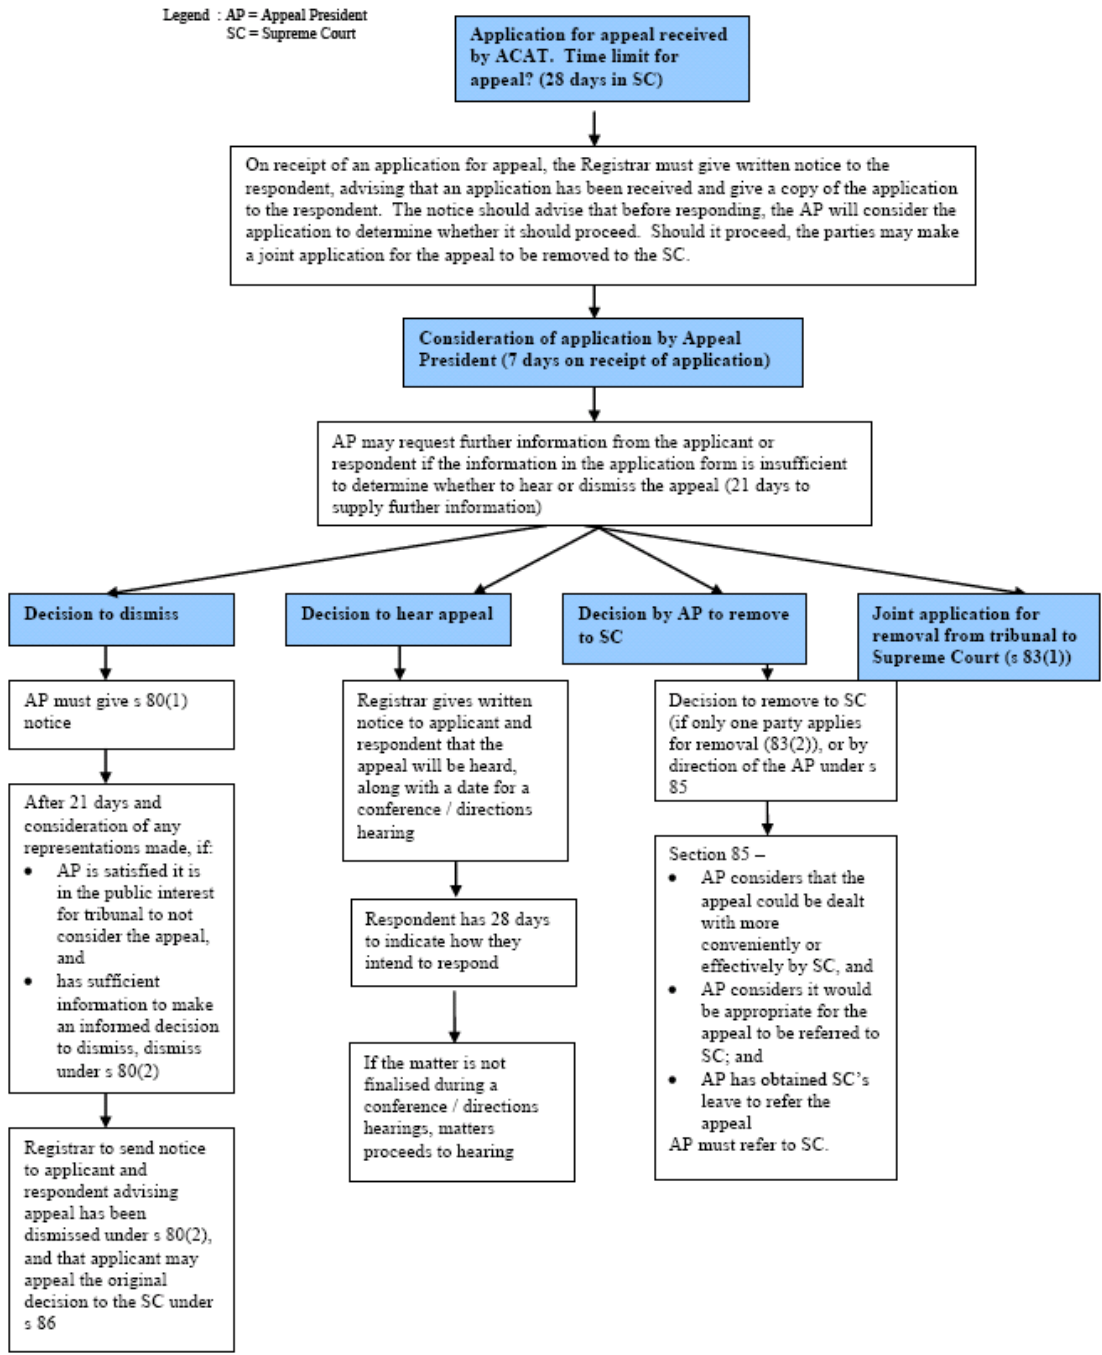 Legend : AP = Appeal President
SC = Supreme Court
Application for appeal received
by ACAT. Time limit for
appeal? (28 days in SC)
On receipt of an application for appeal, the Registrar must give written notice to the
respondent, advising that an application has been received and give a copy of the application
to the respondent. The notice should advise that before responding, the AP will consider the
application to determine whether it should proceed. Should it proceed, the parties may make
a joint application for the appeal to be removed to the SC.
Consideration of application by Appeal
President (7 days on receipt of application)
AP may request further information from the applicant or
respondent if the information in the application form is insufficient
to determine whether to hear or dismiss the appeal (21 days to
supply further information)
Decision to dismiss
AP must give s 80(1)
notice
After 21 days and
consideration of any
representations made, if:
• AP is satisfied it is
in the public interest
for tribunal to not
consider the appeal,
and
• has sufficient
information to make
an informed decision
to dismiss, dismiss
under s 80(2)
Registrar to send notice
to applicant and
respondent advising
appeal has been
dismissed under s 80(2),
and that applicant may
appeal the original
decision to the SC under
s 86
Decision to hear appeal
Registrar gives written
notice to applicant and
respondent that the
appeal will be heard,
along with a date for a
conference / directions
hearing
Respondent has 28 days
to indicate how they
intend to respond
If the matter is not
finalised during a
conference / directions
hearings, matters
proceeds to hearing
Decision by AP to remove
to SC
Decision to remove to SC
(if only one party applies
for removal (83(2)), or by
direction of the AP under s
85
Section 85 –
• AP considers that the
appeal could be dealt
with more
conveniently or
effectively by SC, and
• AP considers it would
be appropriate for the
appeal to be referred to
SC; and
• AP has obtained SC's
leave to refer the
appeal
AP must refer to SC.
Joint application for
removal from tribunal to
Supreme Court (s 83(1))